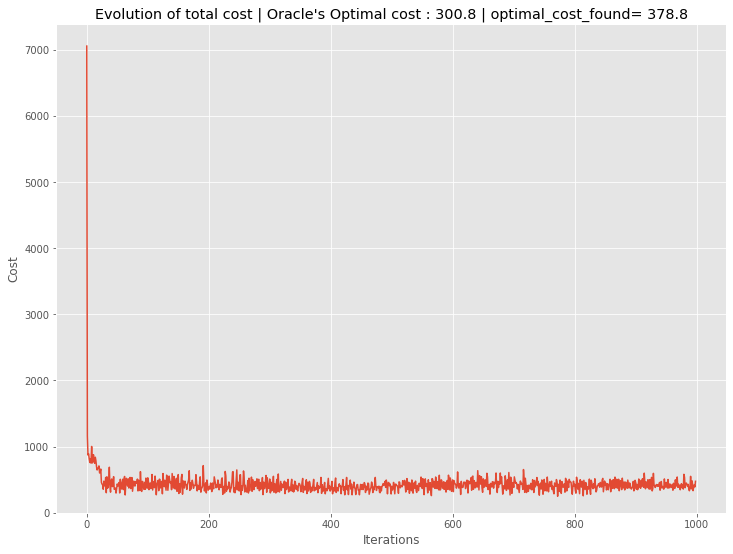 Evolution of total cost | Oracle's Optimal cost : 300.8 | optimal_cost_found= 378.8
7000
6000
5000
4000
3000
2000
1000
0
Cost
0 200 400 600 800 1000
Iterations